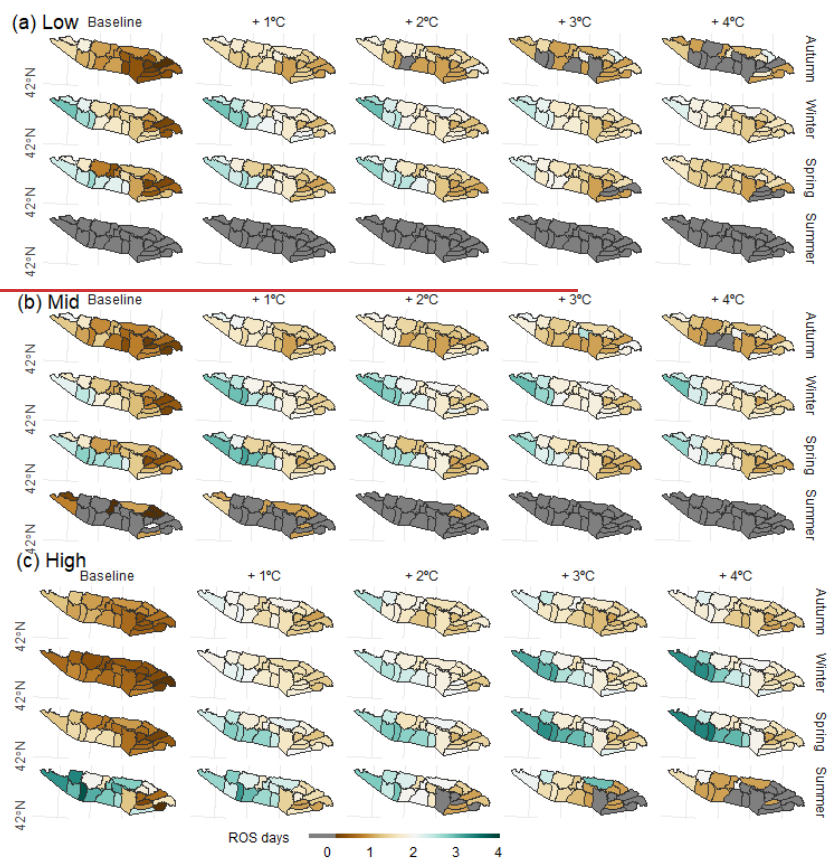 (a) Low
Baseline + 1ºC + 2ºC + 3ºC + 4ºC
42ºN Autumn
42ºN Winter
42ºN Spring
42ºN Summer
(b) Mid
Baseline + 1ºC + 2ºC + 3ºC + 4ºC
42ºN Autumn
42ºN Winter
42ºN Spring
42ºN Summer
(c) High
Baseline + 1ºC + 2ºC + 3ºC + 4ºC
42ºN Autumn
42ºN Winter
42ºN Spring
42ºN Summer
ROS days
0 1 2 3 4